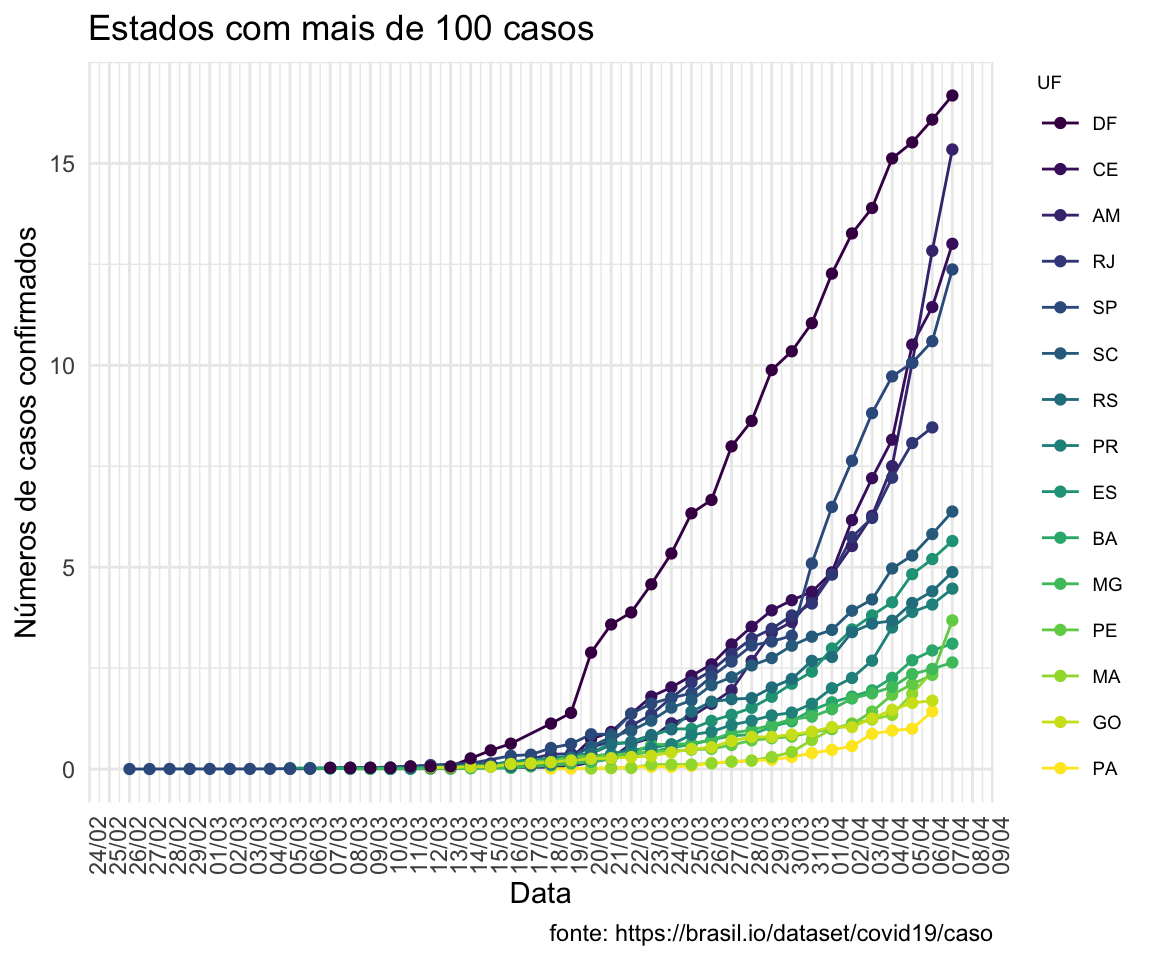 Estados com mais de 100 casos
Números de casos confirmados
15
10
5
0
24/02
25/02
26/02
27/02
28/02
29/02
01/03
02/03
03/03
04/03
05/03
06/03
07/03
08/03
09/03
10/03
11/03
12/03
13/03
14/03
15/03
16/03
17/03
18/03
19/03
20/03
21/03
22/03
23/03
24/03
25/03
26/03
27/03
28/03
29/03
30/03
31/03
01/04
02/04
03/04
04/04
05/04
06/04
07/04
08/04
09/04
Data
UF
DF
CE
AM
RJ
SP
SC
RS
PR
ES
BA
MG
PE
MA
GO
PA
fonte: https://brasil.io/dataset/covid19/caso